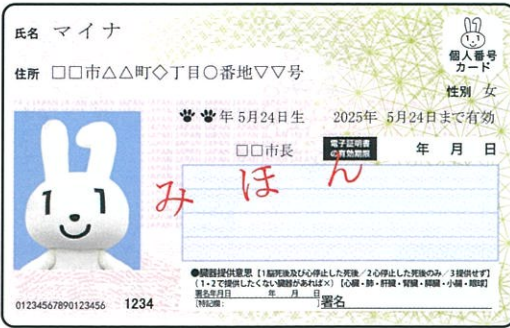 氏名 マイナ
個人番号
カード
住所 □□市△△町◇丁目○番地▽▽号
性別 女
年 5月24日生 2025年 5月24日まで有効
□□市長 電子証明書
の有効期限 年 月 日
みほん
1 1
●臓器提供意思【1脳死後及び心停止した死後/2心停止した死後のみ/3提供せず】
(1・2で提供したくない臓器があれば×)【心臓・肺・肝臓・腎臓・膵臓・小腸・眼球】
署名年月日 年 月 日
[特記欄: ] 署名
01234567890123456 1234